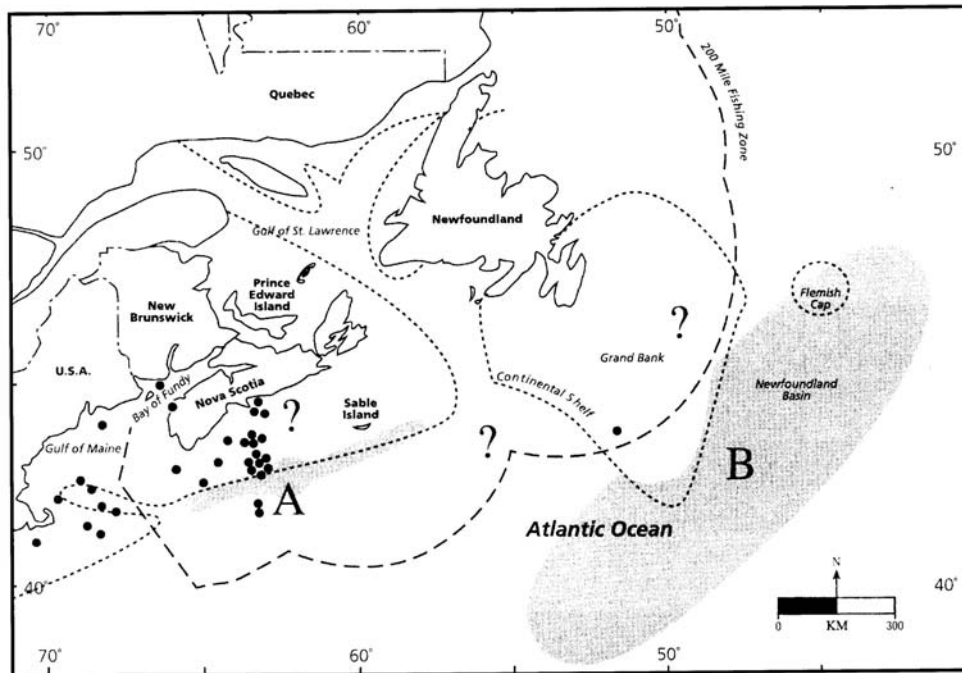 70°
60°
50°
200 Mile Fishing Zone
Quebec
50°
50°
Newfoundland
Gulf of St. Lawrence
Prince
Edward
Island
New
Brunswick
Flemish
Cap
?
Grand Bank
U.S.A.
Bay of Fundy
Nova Scotia
Continental Shelf
Newfoundland
Basin
?
Sable
Island
Gulf of Maine
?
B
A
Atlantic Ocean
N
40°
40°
0
KM
300
70°
60°
50°